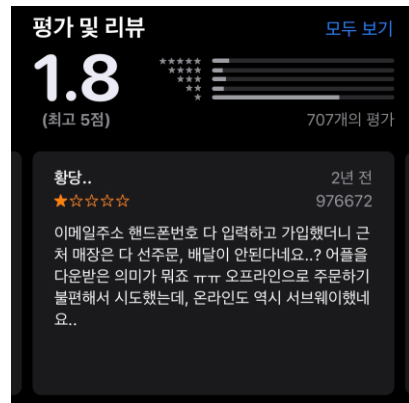 평가 및 리뷰
모두 보기
1.8
★★★★★
★★★★
★★★
★★
★
(최고 5점)
707개의 평가
황당..
2년 전
★☆☆☆☆
976672
이메일주소 핸드폰번호 다 입력하고 가입했더니 근
처 매장은 다 선주문, 배달이 안된다네요..? 어플을
다운받은 의미가 뭐죠 ㅠㅠ 오프라인으로 주문하기
불편해서 시도했는데, 온라인도 역시 서브웨이했네
요..